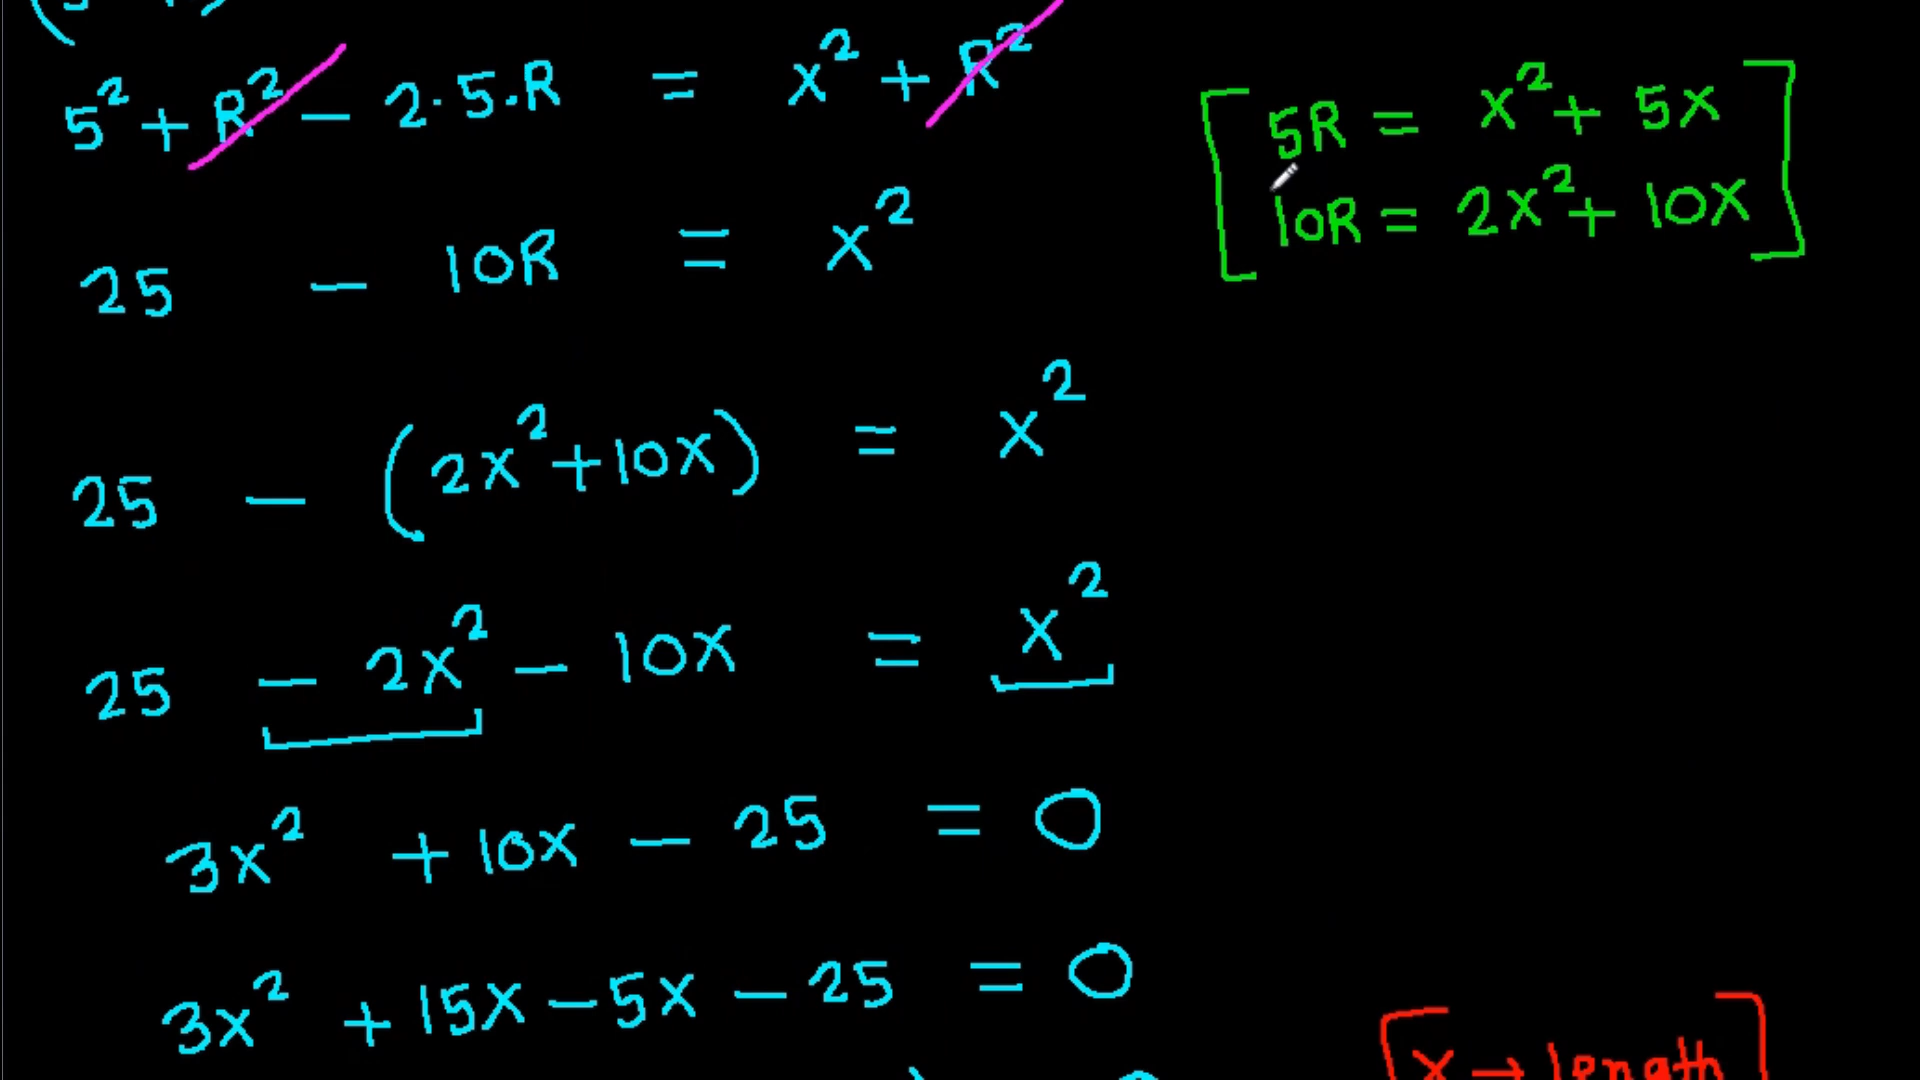 5² + R² - 2·5·R = x² + R²
25 - 10R = x²
25 - (2x² + 10x) = x²
25 - 2x² - 10x = x²
3x² + 10x - 25 = 0
3x² + 15x - 5x - 25 = 0
5R = x² + 5x
10R = 2x² + 10x
x → length